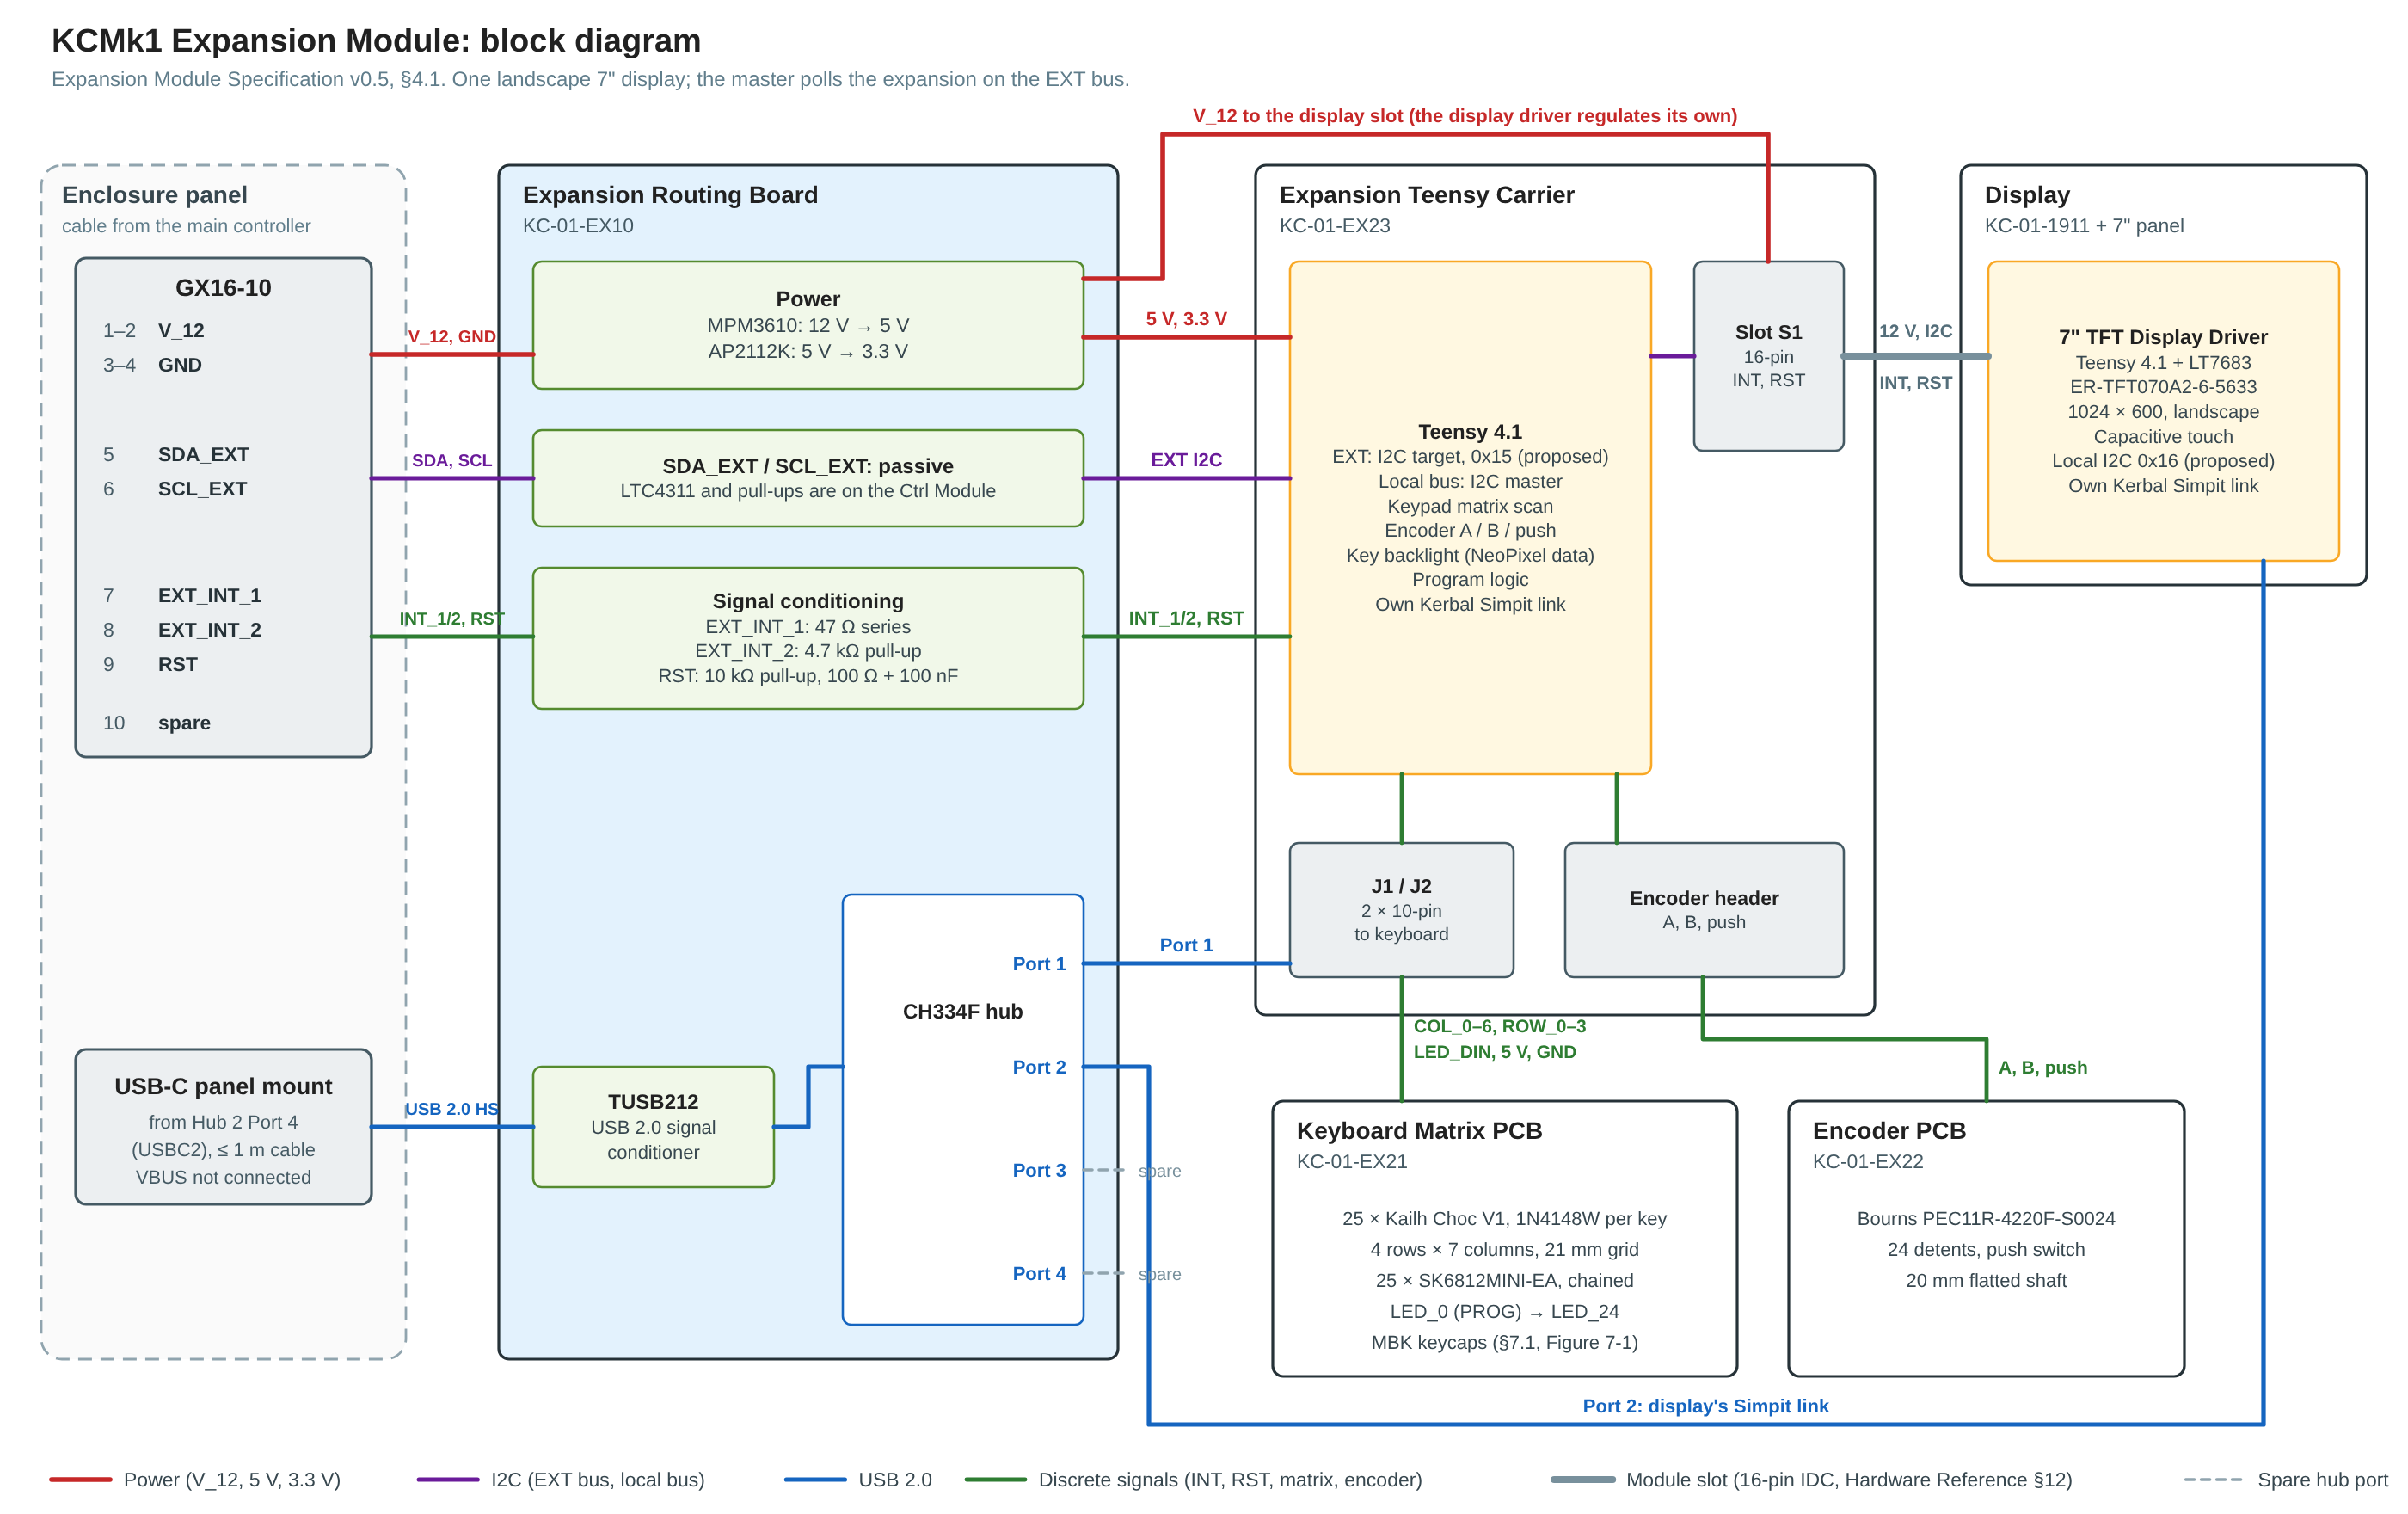 KCMk1 Expansion Module: block diagram
Expansion Module Specification v0.5, §4.1. One landscape 7" display; the master polls the expansion on the EXT bus.
V_12 to the display slot (the display driver regulates its own)
Enclosure panel
cable from the main controller
GX16-10
1–2 V_12
3–4 GND
5 SDA_EXT
6 SCL_EXT
7 EXT_INT_1
8 EXT_INT_2
9 RST
10 spare
USB-C panel mount
from Hub 2 Port 4
(USBC2), ≤ 1 m cable
VBUS not connected
V_12, GND
SDA, SCL
INT_1/2, RST
USB 2.0 HS
Expansion Routing Board
KC-01-EX10
Power
MPM3610: 12 V → 5 V
AP2112K: 5 V → 3.3 V
SDA_EXT / SCL_EXT: passive
LTC4311 and pull-ups are on the Ctrl Module
Signal conditioning
EXT_INT_1: 47 Ω series
EXT_INT_2: 4.7 kΩ pull-up
RST: 10 kΩ pull-up, 100 Ω + 100 nF
TUSB212
USB 2.0 signal
conditioner
CH334F hub
Port 1
Port 2
Port 3
Port 4
5 V, 3.3 V
EXT I2C
INT_1/2, RST
Port 1
spare
spare
Expansion Teensy Carrier
KC-01-EX23
Teensy 4.1
EXT: I2C target, 0x15 (proposed)
Local bus: I2C master
Keypad matrix scan
Encoder A / B / push
Key backlight (NeoPixel data)
Program logic
Own Kerbal Simpit link
Slot S1
16-pin
INT, RST
J1 / J2
2 × 10-pin
to keyboard
Encoder header
A, B, push
12 V, I2C
INT, RST
Display
KC-01-1911 + 7" panel
7" TFT Display Driver
Teensy 4.1 + LT7683
ER-TFT070A2-6-5633
1024 × 600, landscape
Capacitive touch
Local I2C 0x16 (proposed)
Own Kerbal Simpit link
COL_0–6, ROW_0–3
LED_DIN, 5 V, GND
A, B, push
Keyboard Matrix PCB
KC-01-EX21
25 × Kailh Choc V1, 1N4148W per key
4 rows × 7 columns, 21 mm grid
25 × SK6812MINI-EA, chained
LED_0 (PROG) → LED_24
MBK keycaps (§7.1, Figure 7-1)
Encoder PCB
KC-01-EX22
Bourns PEC11R-4220F-S0024
24 detents, push switch
20 mm flatted shaft
Port 2: display's Simpit link
Power (V_12, 5 V, 3.3 V)
I2C (EXT bus, local bus)
USB 2.0
Discrete signals (INT, RST, matrix, encoder)
Module slot (16-pin IDC, Hardware Reference §12)
Spare hub port